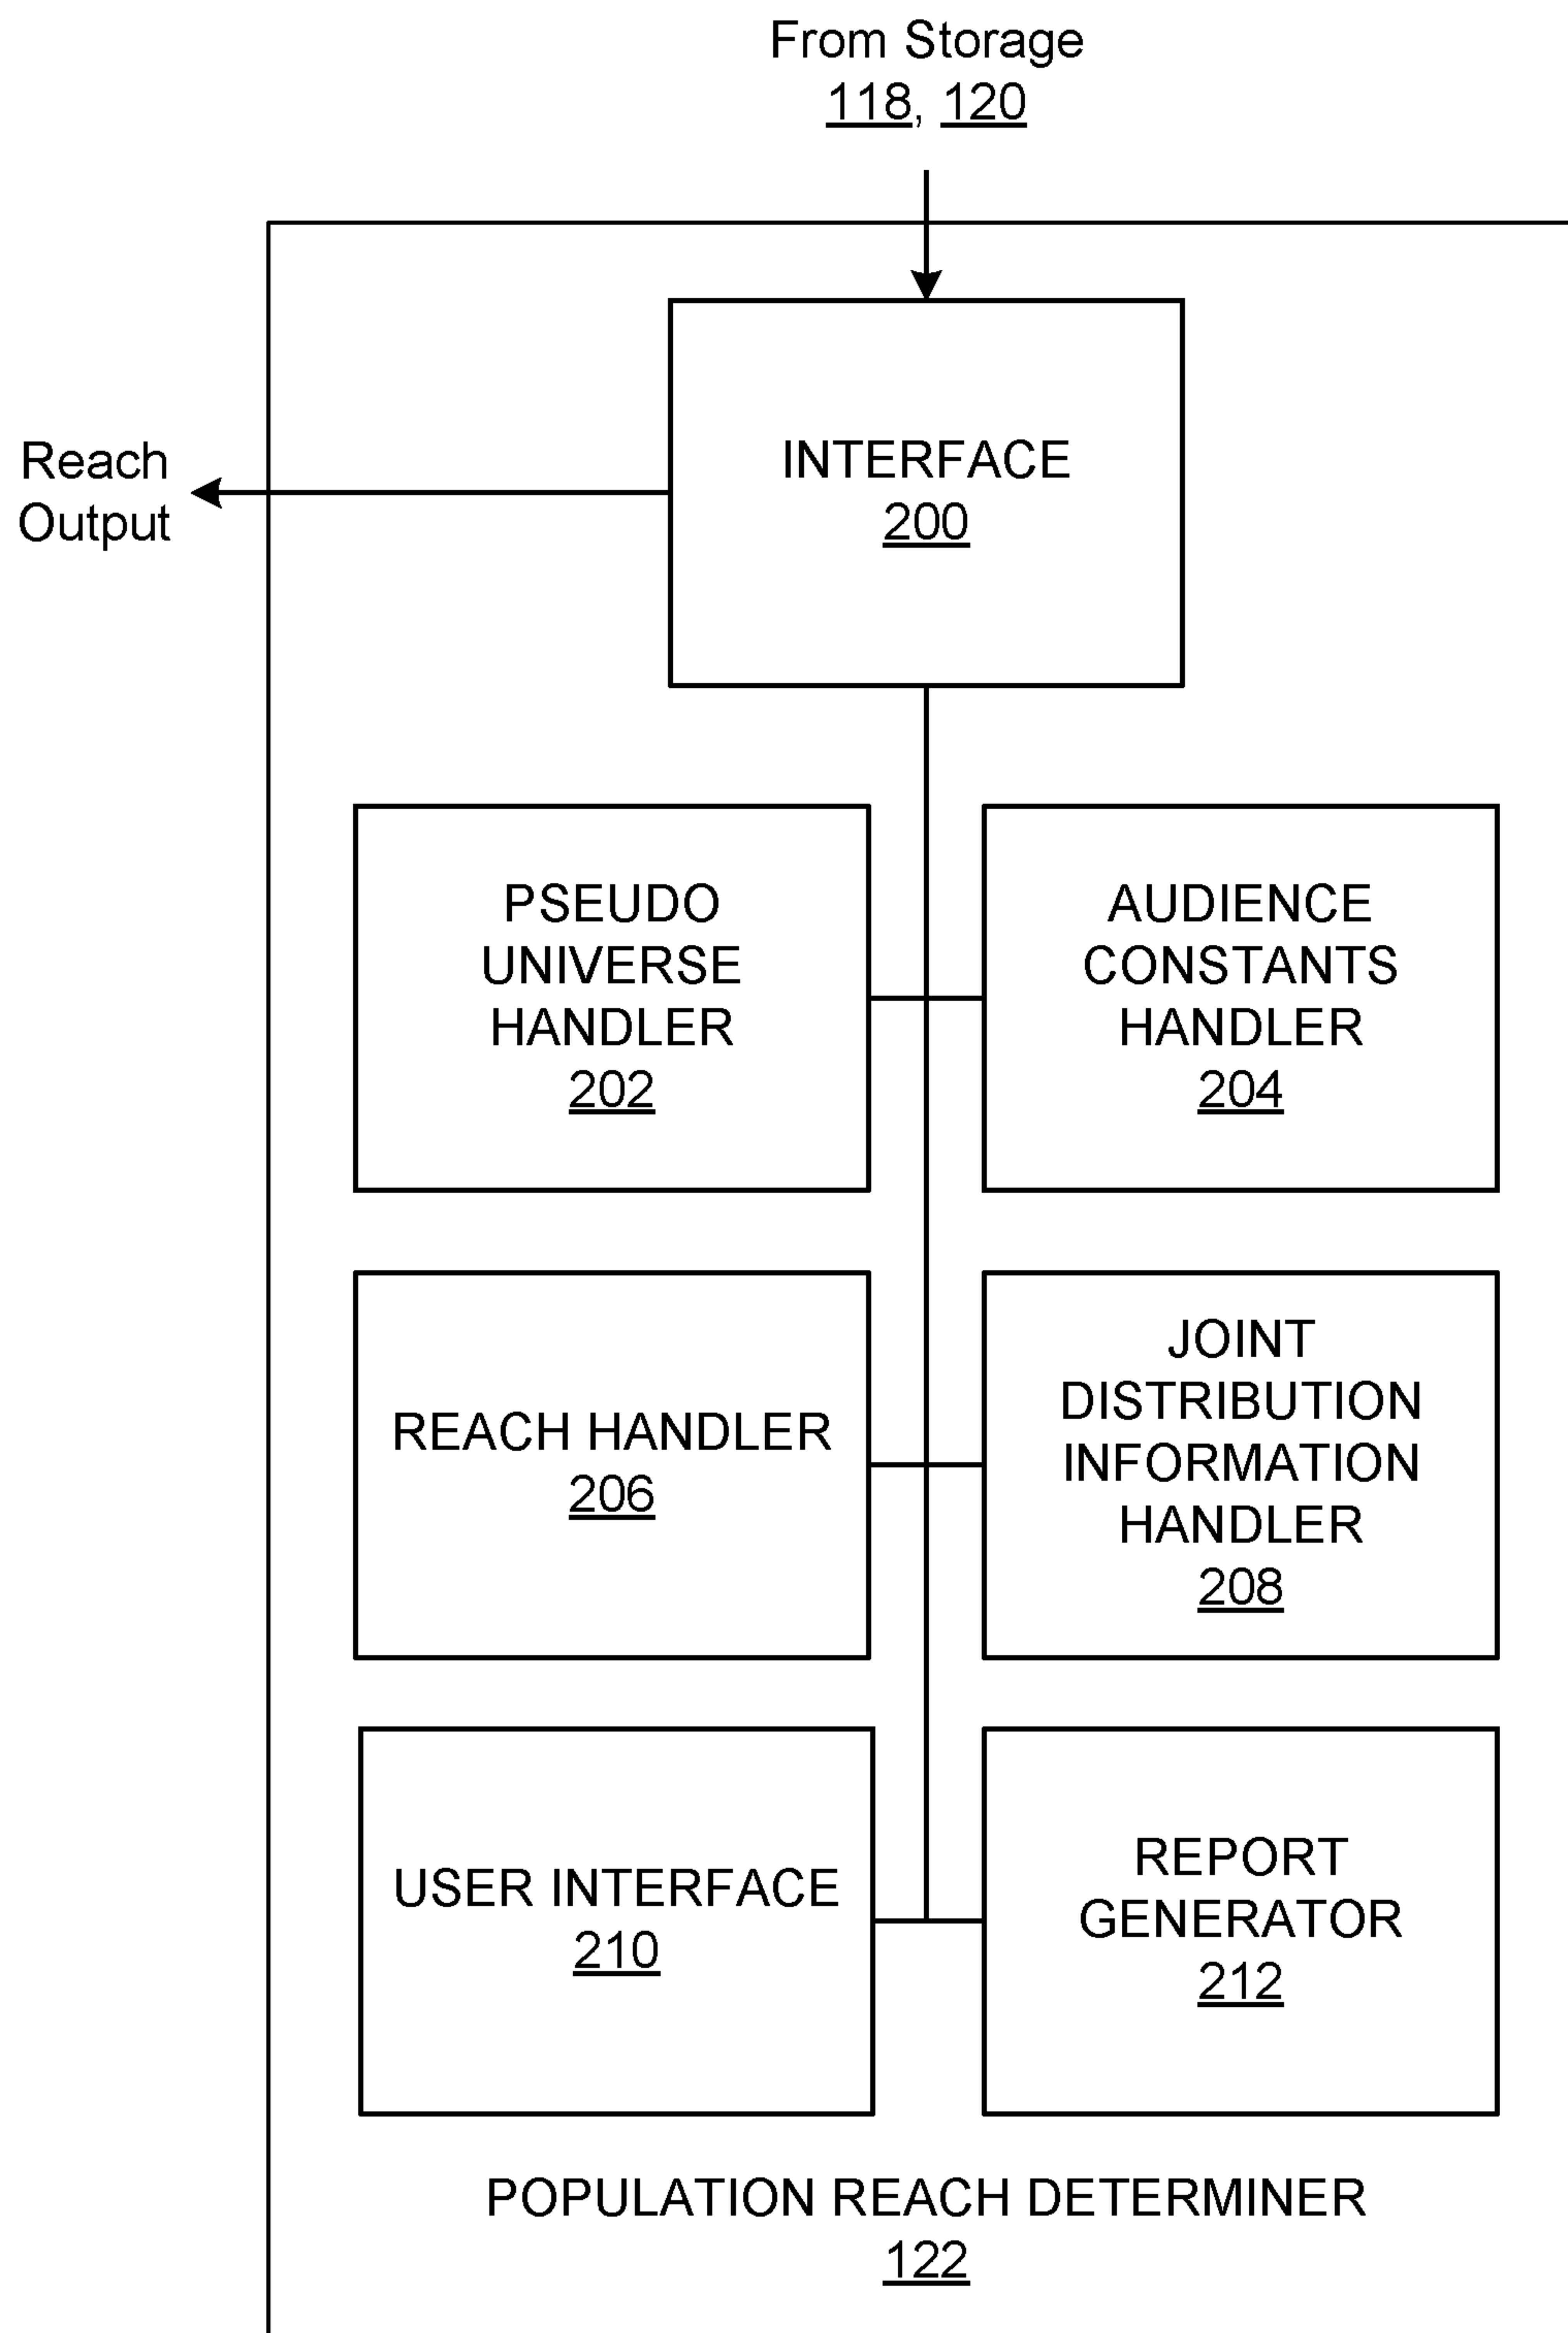 From Storage
118, 120
Reach
Output
INTERFACE
200
PSEUDO
UNIVERSE
HANDLER
202
AUDIENCE
CONSTANTS
HANDLER
204
REACH HANDLER
206
JOINT
DISTRIBUTION
INFORMATION
HANDLER
208
USER INTERFACE
210
REPORT
GENERATOR
212
POPULATION REACH DETERMINER
122